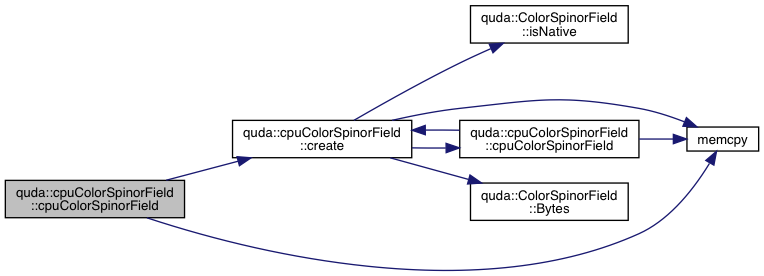 quda::ColorSpinorField
::isNative
quda::cpuColorSpinorField
::create
quda::cpuColorSpinorField
::cpuColorSpinorField
memcpy
quda::cpuColorSpinorField
::cpuColorSpinorField
quda::ColorSpinorField
::Bytes